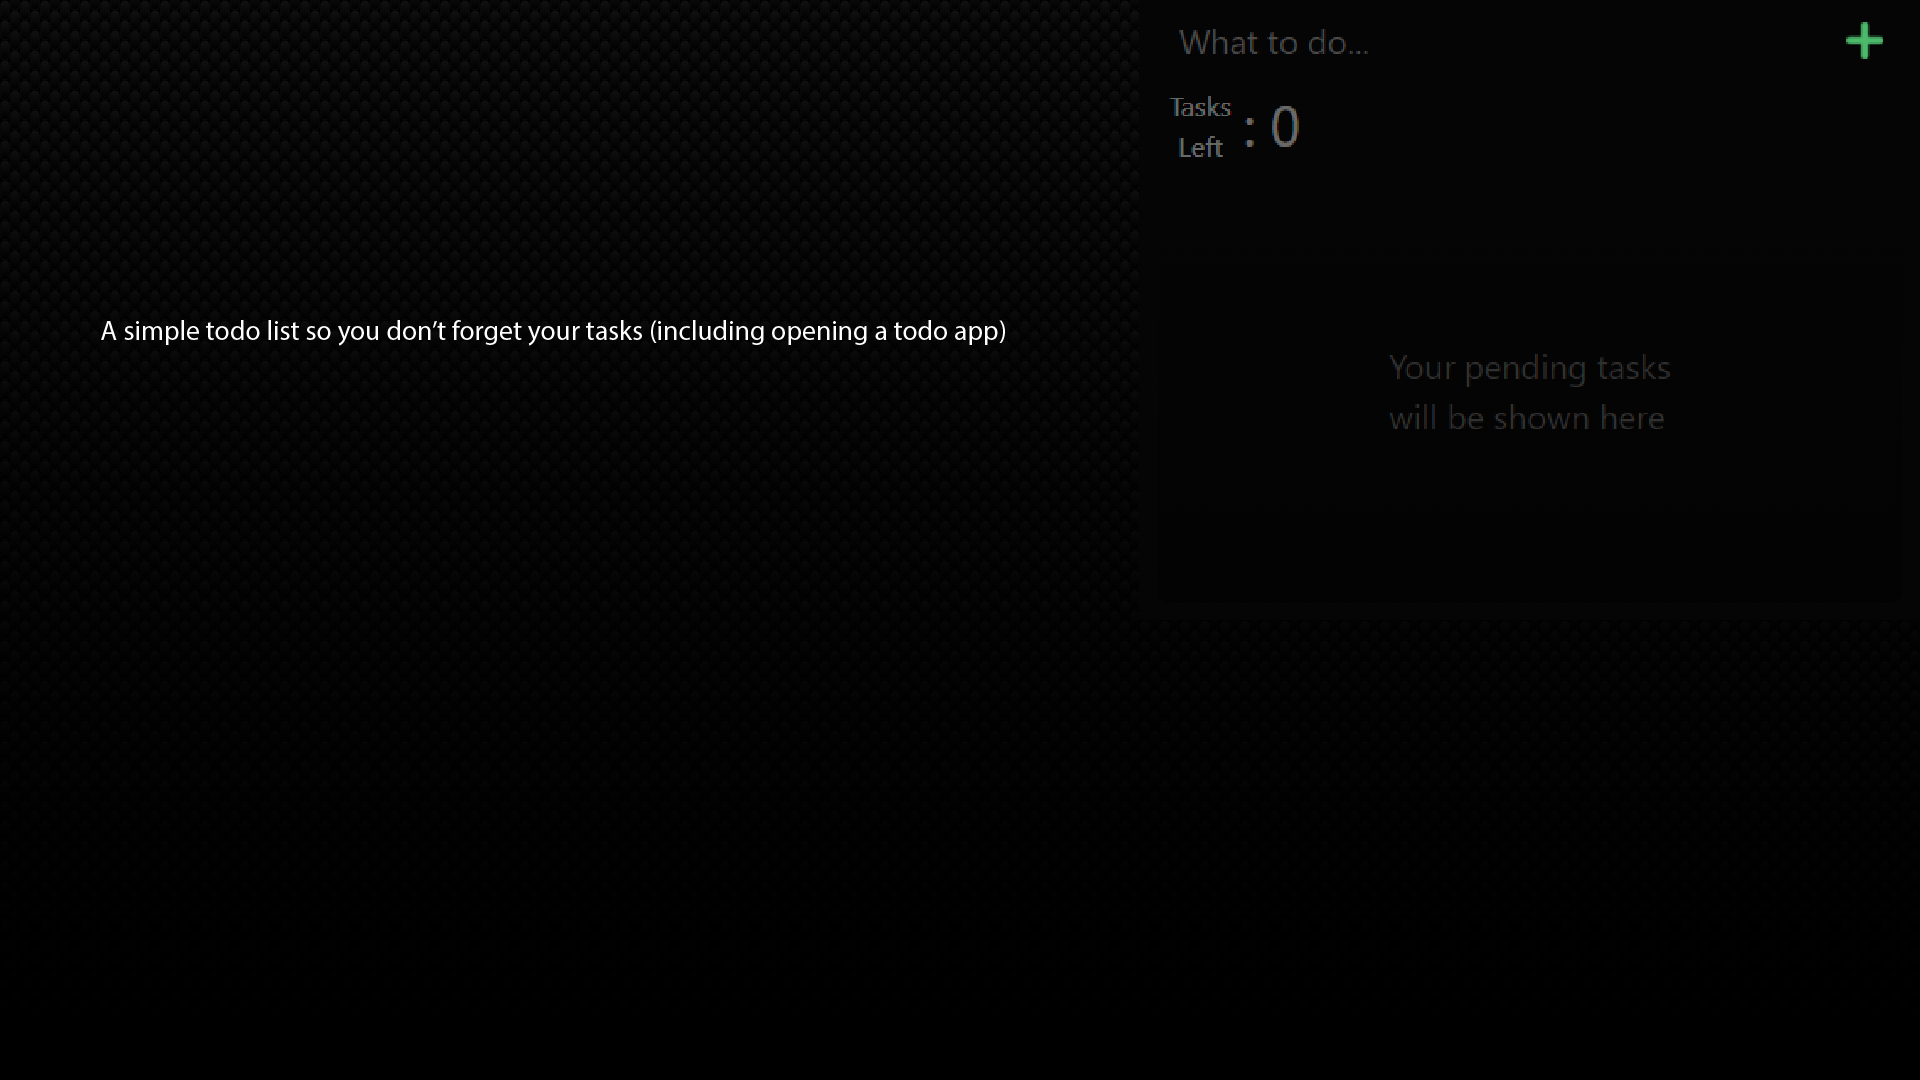 What to do...
Tasks
Left
: 0
A simple todo list so you don’t forget your tasks (including opening a todo app)
Your pending tasks
will be shown here